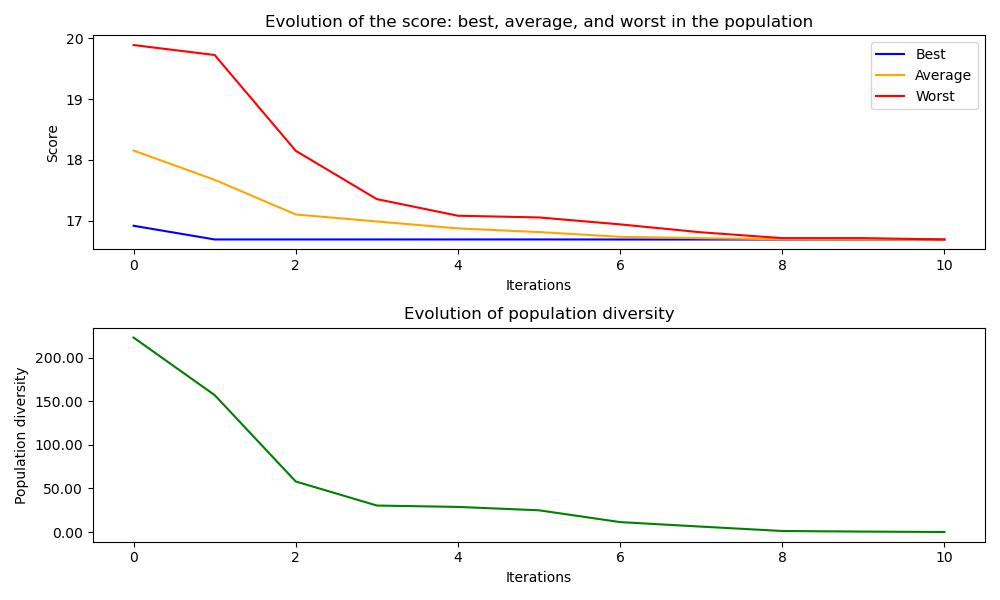 Evolution of the score: best, average, and worst in the population
20
19
18
17
Score
Best
Average
Worst
0 2 4 6 8 10
Iterations
Evolution of population diversity
200.00
150.00
100.00
50.00
0.00
Population diversity
0 2 4 6 8 10
Iterations